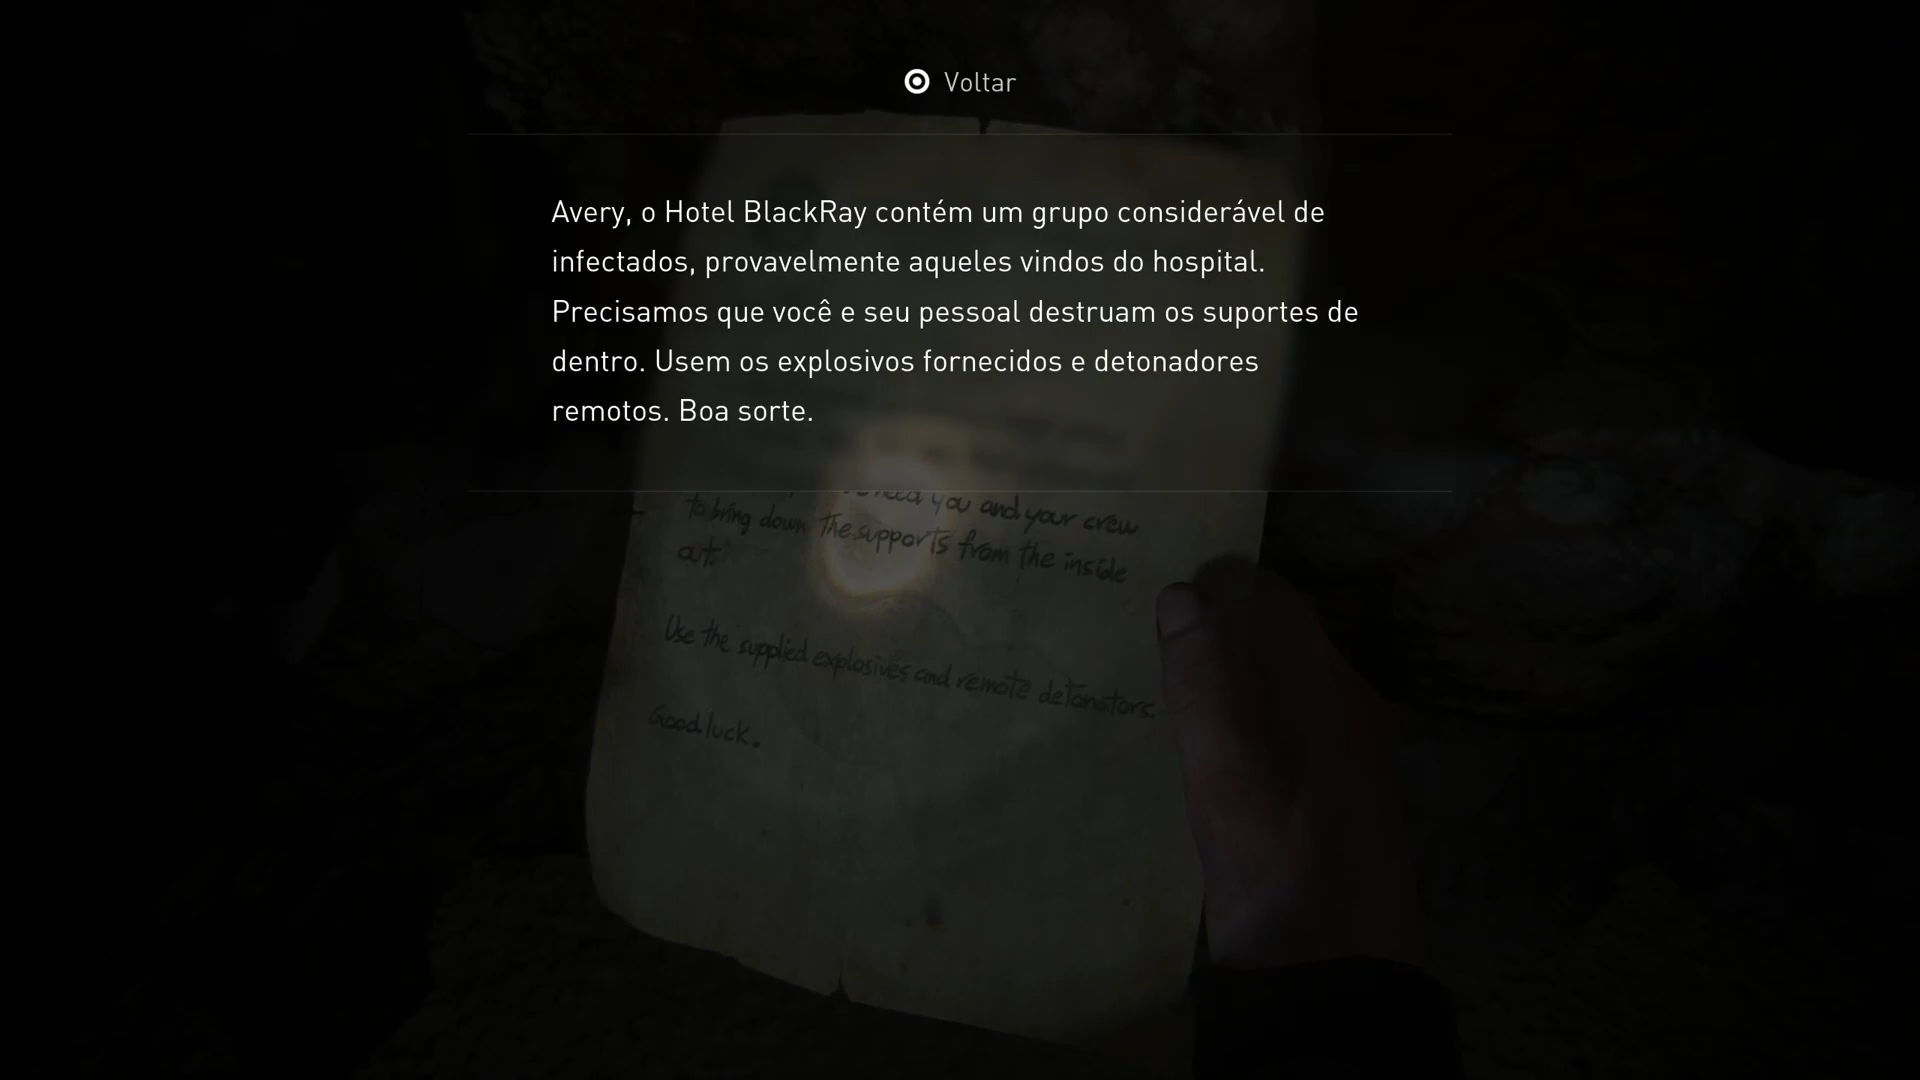 Voltar
Avery, o Hotel BlackRay contém um grupo considerável de
infectados, provavelmente aqueles vindos do hospital.
Precisamos que você e seu pessoal destruam os suportes de
dentro. Usem os explosivos fornecidos e detonadores
remotos. Boa sorte.
need you and your crew
to bring down the supports from the inside
out.
Use the supplied explosives and remote detonators.
Good luck.